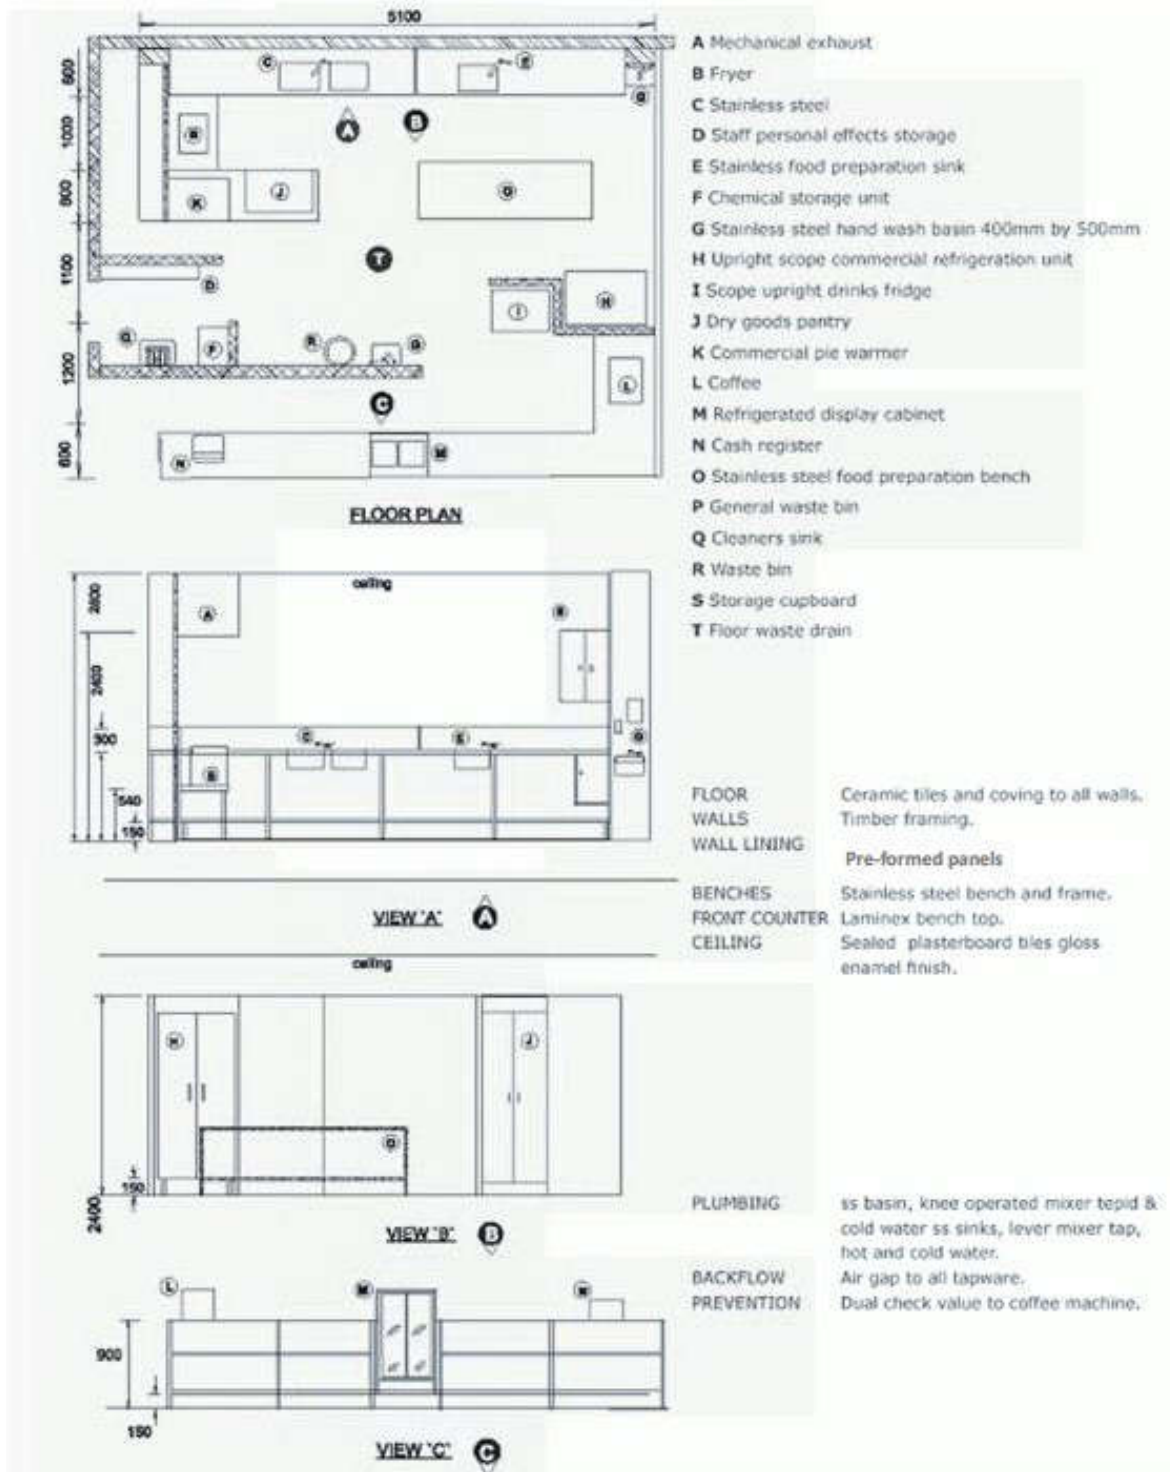 5100
A Mechanical exhaust
B Fryer
C Stainless steel
D Staff personal effects storage
E Stainless food preparation sink
F Chemical storage unit
G Stainless steel hand wash basin 400mm by 500mm
H Upright scope commercial refrigeration unit
I Scope upright drinks fridge
J Dry goods pantry
K Commercial pie warmer
L Coffee
M Refrigerated display cabinet
N Cash register
O Stainless steel food preparation bench
P General waste bin
Q Cleaners sink
R Waste bin
S Storage cupboard
T Floor waste drain
600
1000
800
1100
1200
600
C
E
A
B
J
K
O
T
D
I
H
Q
F
R
G
L
C
N
M
FLOOR PLAN
ceiling
2400
A
C
E
B
G
540
150
VIEW "A" A
FLOOR Ceramic tiles and coving to all walls.
WALLS Timber framing.
WALL LINING Pre-formed panels
BENCHES Stainless steel bench and frame.
FRONT COUNTER Laminex bench top.
CEILING Sealed plasterboard tiles gloss
enamel finish.
ceiling
H
J
O
150
2400
VIEW "B" B
PLUMBING ss basin, knee operated mixer tepid &
cold water ss sinks, lever mixer tap,
hot and cold water.
BACKFLOW Air gap to all tapware.
PREVENTION Dual check value to coffee machine.
L
M
N
900
150
VIEW "C" C